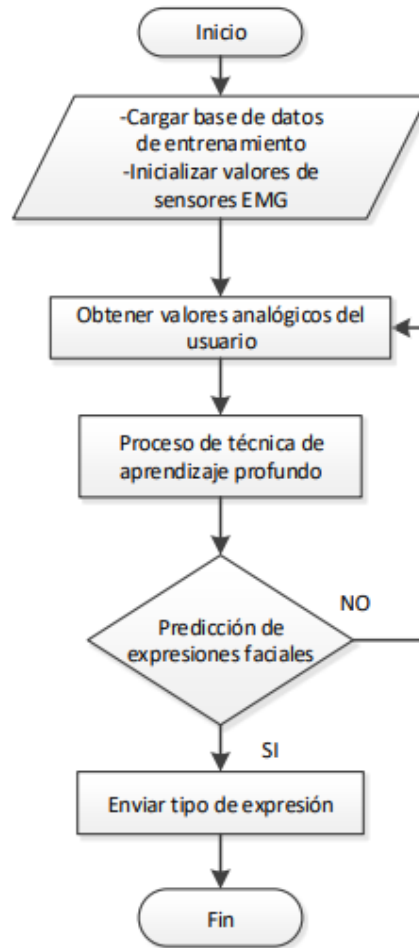 Inicio
-Cargar base de datos
de entrenamiento
-Inicializar valores de
sensores EMG
Obtener valores analógicos del
usuario
Proceso de técnica de
aprendizaje profundo
Predicción de
expresiones faciales
NO
SI
Enviar tipo de expresión
Fin